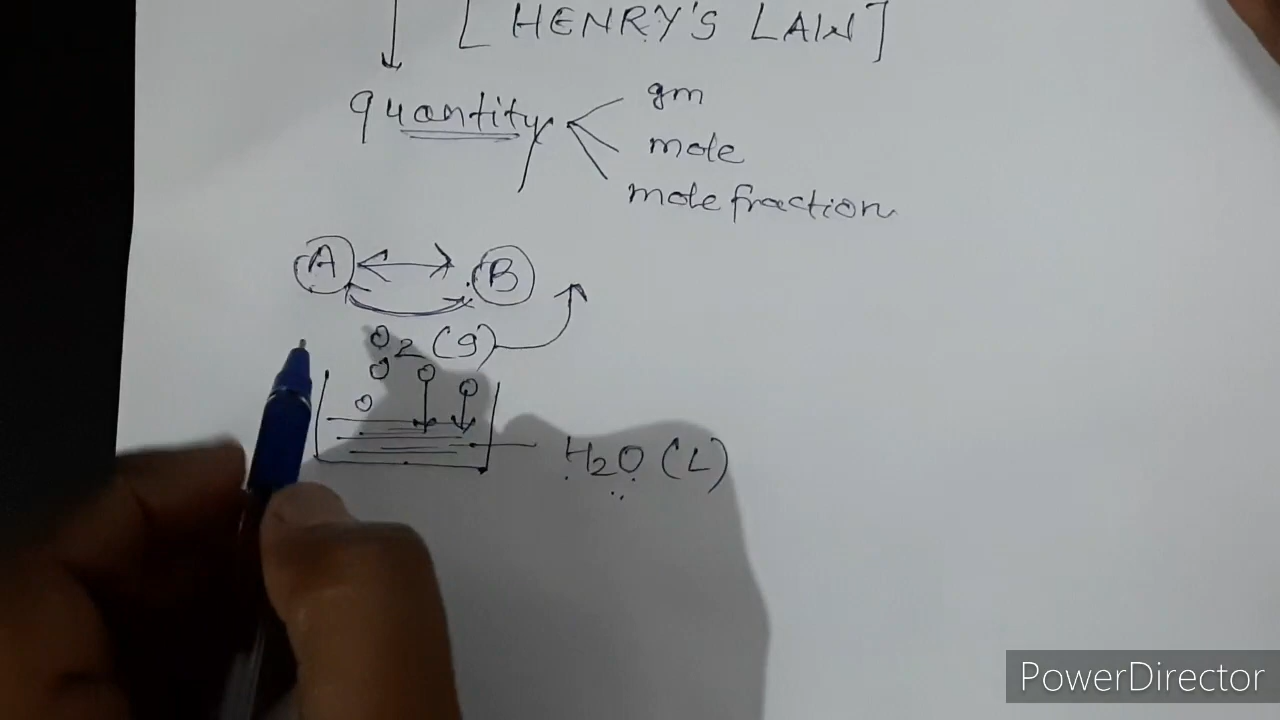 [ HENRY'S LAW ]
quantity
gm
mole
mole fraction
A B
O2 (g)
H2O (L)
PowerDirector